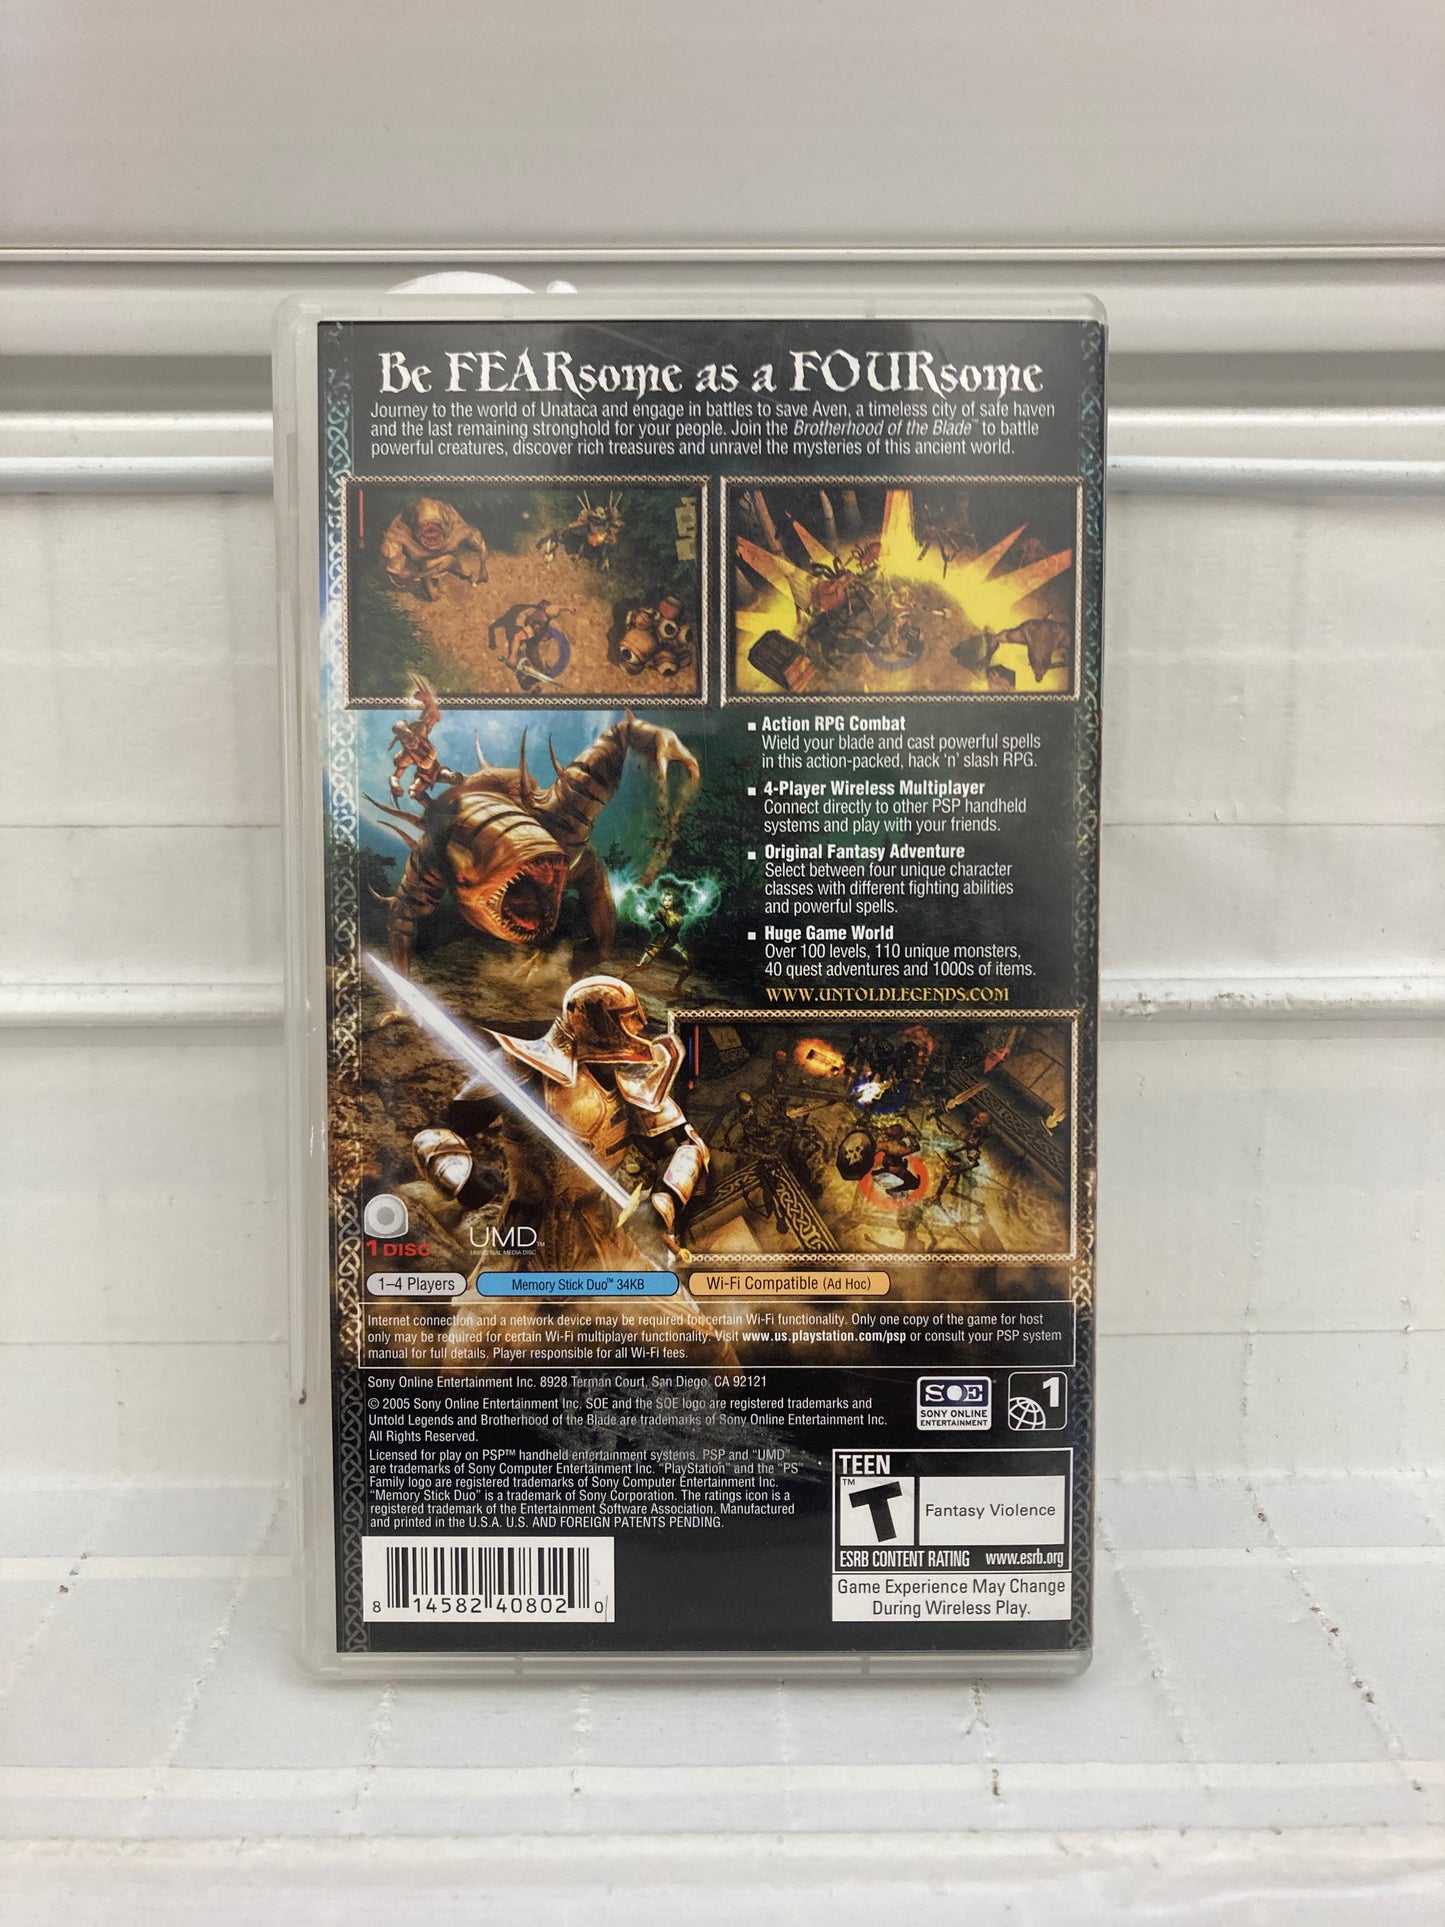 Be FEARsome as a FOURsome
Journey to the world of Unataca and engage in battles to save Aven, a timeless city of safe haven
and the last remaining stronghold for your people. Join the Brotherhood of the Blade™ to battle
powerful creatures, discover rich treasures and unravel the mysteries of this ancient world.
■ Action RPG Combat
Wield your blade and cast powerful spells
in this action-packed, hack 'n' slash RPG.
■ 4-Player Wireless Multiplayer
Connect directly to other PSP handheld
systems and play with your friends.
■ Original Fantasy Adventure
Select between four unique character
classes with different fighting abilities
and powerful spells.
■ Huge Game World
Over 100 levels, 110 unique monsters,
40 quest adventures and 1000s of items.
WWW.UNTOLDLEGENDS.COM
1 DISC
UMD™
UNIVERSAL MEDIA DISC
1–4 Players
Memory Stick Duo™ 34KB
Wi-Fi Compatible (Ad Hoc)
Internet connection and a network device may be required for certain Wi-Fi functionality. Only one copy of the game for host
only may be required for certain Wi-Fi multiplayer functionality. Visit www.us.playstation.com/psp or consult your PSP system
manual for full details. Player responsible for all Wi-Fi fees.
Sony Online Entertainment Inc. 8928 Terman Court, San Diego, CA 92121
© 2005 Sony Online Entertainment Inc. SOE and the SOE logo are registered trademarks and
Untold Legends and Brotherhood of the Blade are trademarks of Sony Online Entertainment Inc.
All Rights Reserved.
SOE
SONY ONLINE
ENTERTAINMENT
1
Licensed for play on PSP™ handheld entertainment systems. PSP and "UMD"
are trademarks of Sony Computer Entertainment Inc. "PlayStation" and the "PS"
Family logo are registered trademarks of Sony Computer Entertainment Inc.
"Memory Stick Duo" is a trademark of Sony Corporation. The ratings icon is a
registered trademark of the Entertainment Software Association. Manufactured
and printed in the U.S.A. U.S. AND FOREIGN PATENTS PENDING.
TEEN
™
T
Fantasy Violence
ESRB CONTENT RATING www.esrb.org
Game Experience May Change
During Wireless Play.
8 14582 40802 0